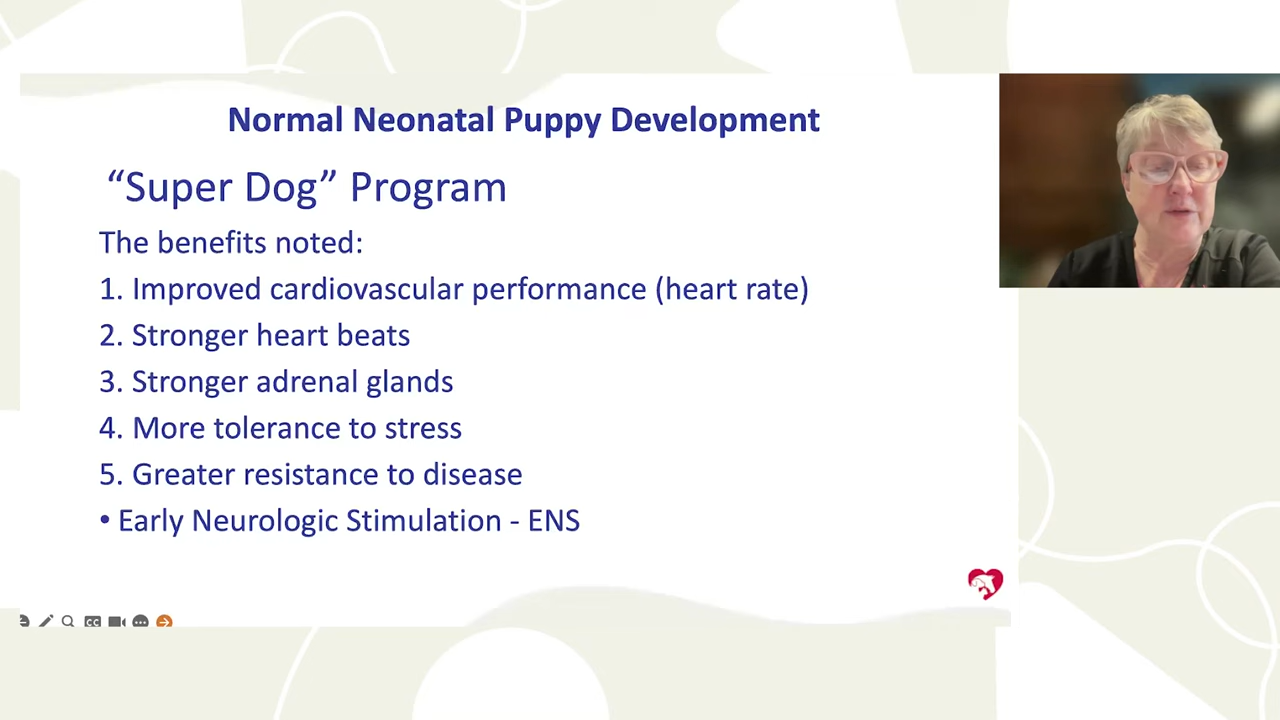 Normal Neonatal Puppy Development
“Super Dog” Program
The benefits noted:
1. Improved cardiovascular performance (heart rate)
2. Stronger heart beats
3. Stronger adrenal glands
4. More tolerance to stress
5. Greater resistance to disease
• Early Neurologic Stimulation - ENS
CC